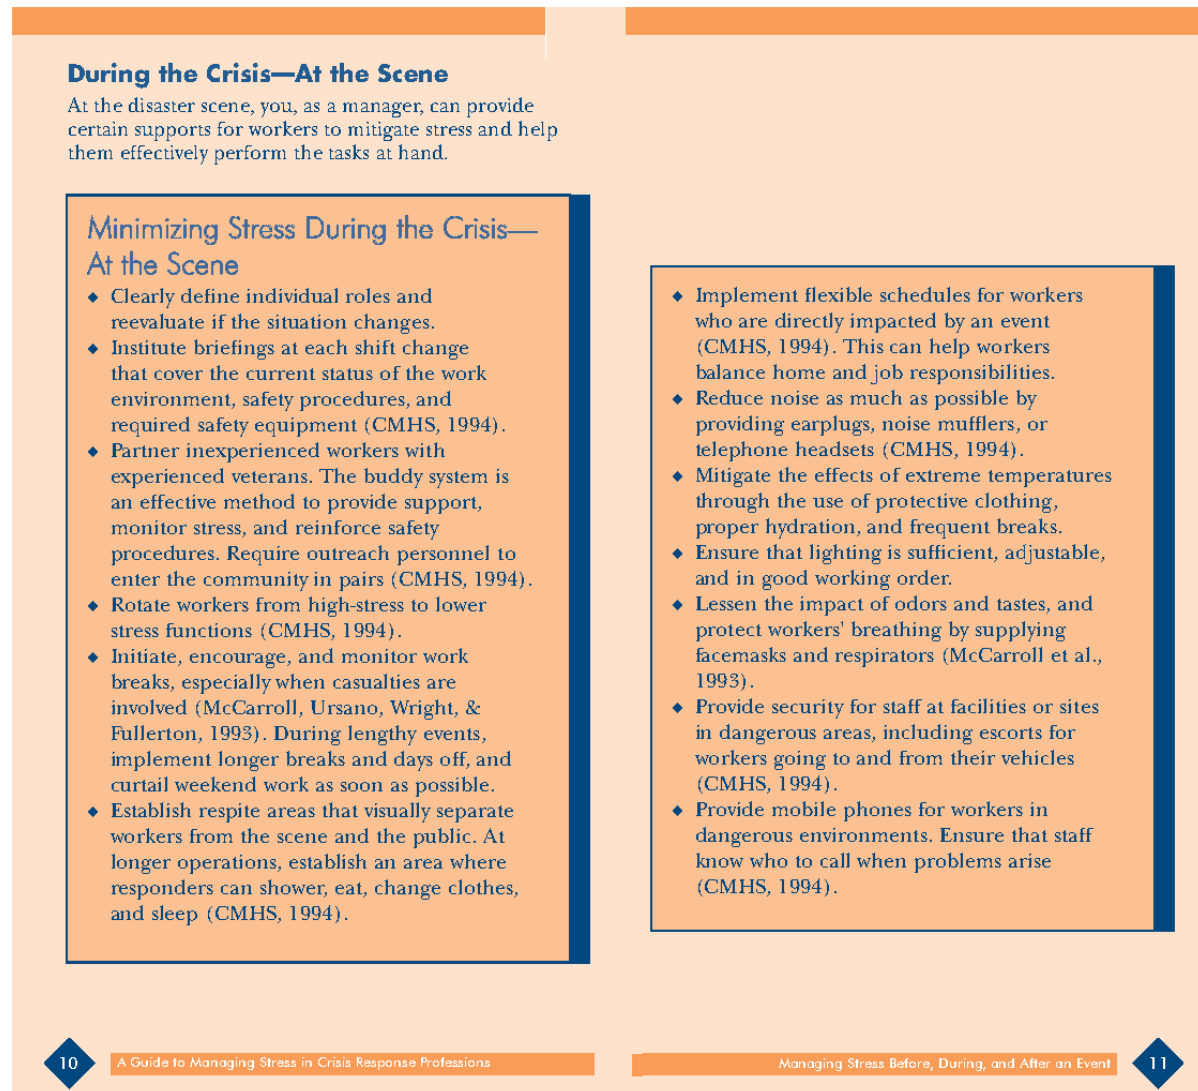 During the Crisis—At the Scene
At the disaster scene, you, as a manager, can provide
certain supports for workers to mitigate stress and help
them effectively perform the tasks at hand.
Minimizing Stress During the Crisis—
At the Scene
◆ Clearly define individual roles and
reevaluate if the situation changes.
◆ Institute briefings at each shift change
that cover the current status of the work
environment, safety procedures, and
required safety equipment (CMHS, 1994).
◆ Partner inexperienced workers with
experienced veterans. The buddy system is
an effective method to provide support,
monitor stress, and reinforce safety
procedures. Require outreach personnel to
enter the community in pairs (CMHS, 1994).
◆ Rotate workers from high-stress to lower
stress functions (CMHS, 1994).
◆ Initiate, encourage, and monitor work
breaks, especially when casualties are
involved (McCarroll, Ursano, Wright, &
Fullerton, 1993). During lengthy events,
implement longer breaks and days off, and
curtail weekend work as soon as possible.
◆ Establish respite areas that visually separate
workers from the scene and the public. At
longer operations, establish an area where
responders can shower, eat, change clothes,
and sleep (CMHS, 1994).
10 A Guide to Managing Stress in Crisis Response Professions
◆ Implement flexible schedules for workers
who are directly impacted by an event
(CMHS, 1994). This can help workers
balance home and job responsibilities.
◆ Reduce noise as much as possible by
providing earplugs, noise mufflers, or
telephone headsets (CMHS, 1994).
◆ Mitigate the effects of extreme temperatures
through the use of protective clothing,
proper hydration, and frequent breaks.
◆ Ensure that lighting is sufficient, adjustable,
and in good working order.
◆ Lessen the impact of odors and tastes, and
protect workers' breathing by supplying
facemasks and respirators (McCarroll et al.,
1993).
◆ Provide security for staff at facilities or sites
in dangerous areas, including escorts for
workers going to and from their vehicles
(CMHS, 1994).
◆ Provide mobile phones for workers in
dangerous environments. Ensure that staff
know who to call when problems arise
(CMHS, 1994).
Managing Stress Before, During, and After an Event 11